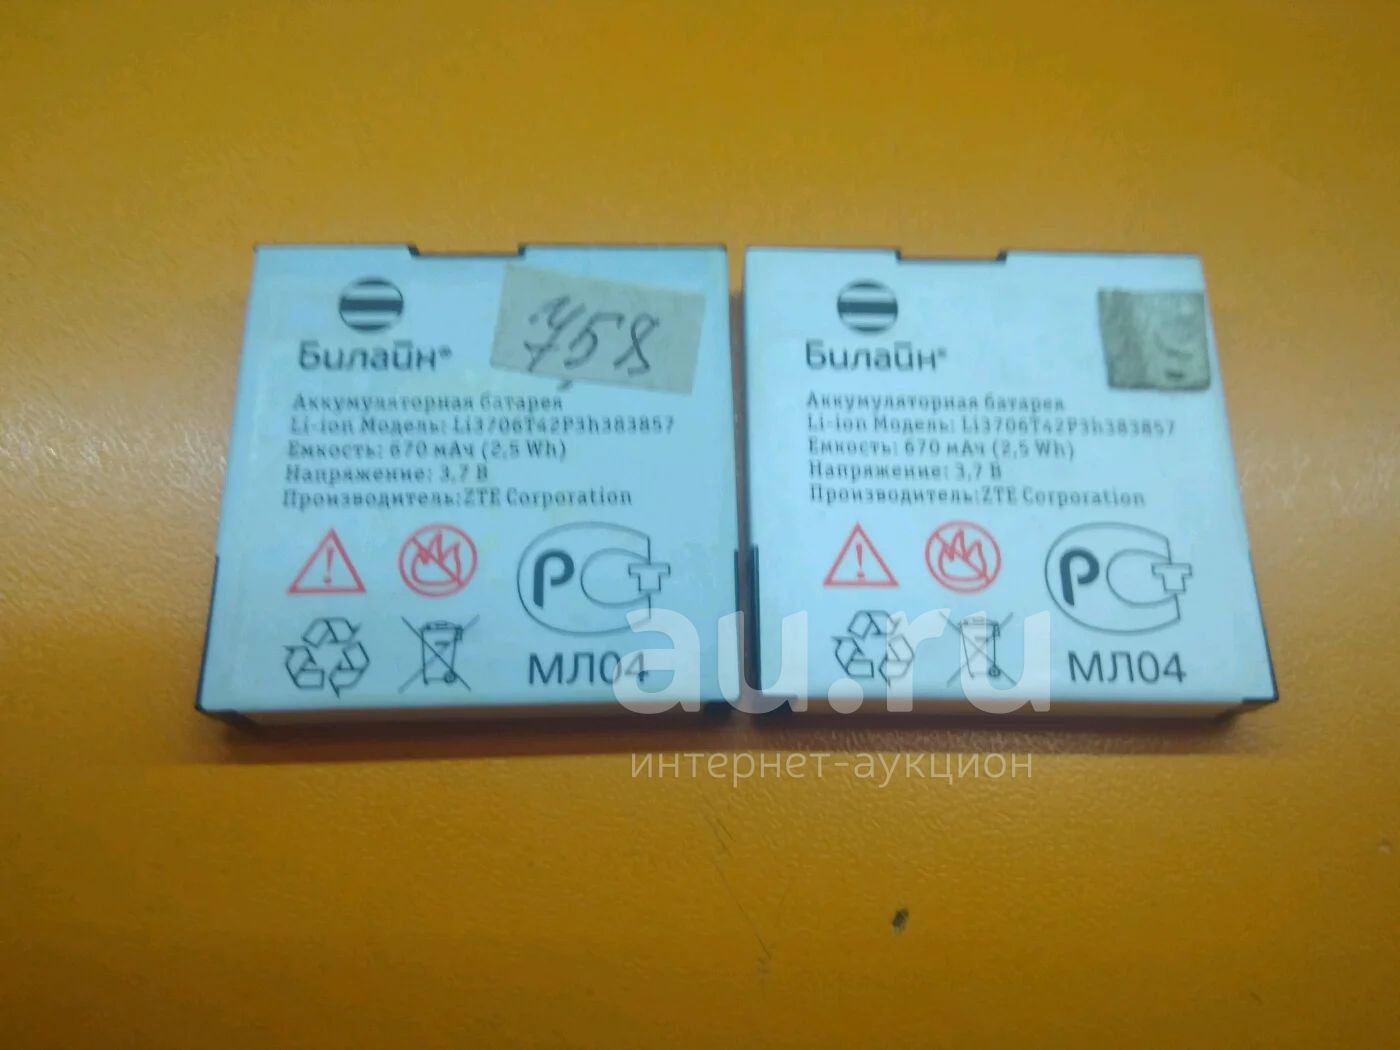 Билайн®
758
Аккумуляторная батарея
Li-ion Модель: Li3706T42P3h383857
Емкость: 670 мАч (2,5 Wh)
Напряжение: 3,7 В
Производитель:ZTE Corporation
РСТ
МЛ04
Билайн®
Аккумуляторная батарея
Li-ion Модель: Li3706T42P3h383857
Емкость: 670 мАч (2,5 Wh)
Напряжение: 3,7 В
Производитель:ZTE Corporation
РСТ
МЛ04
au.ru
интернет-аукцион